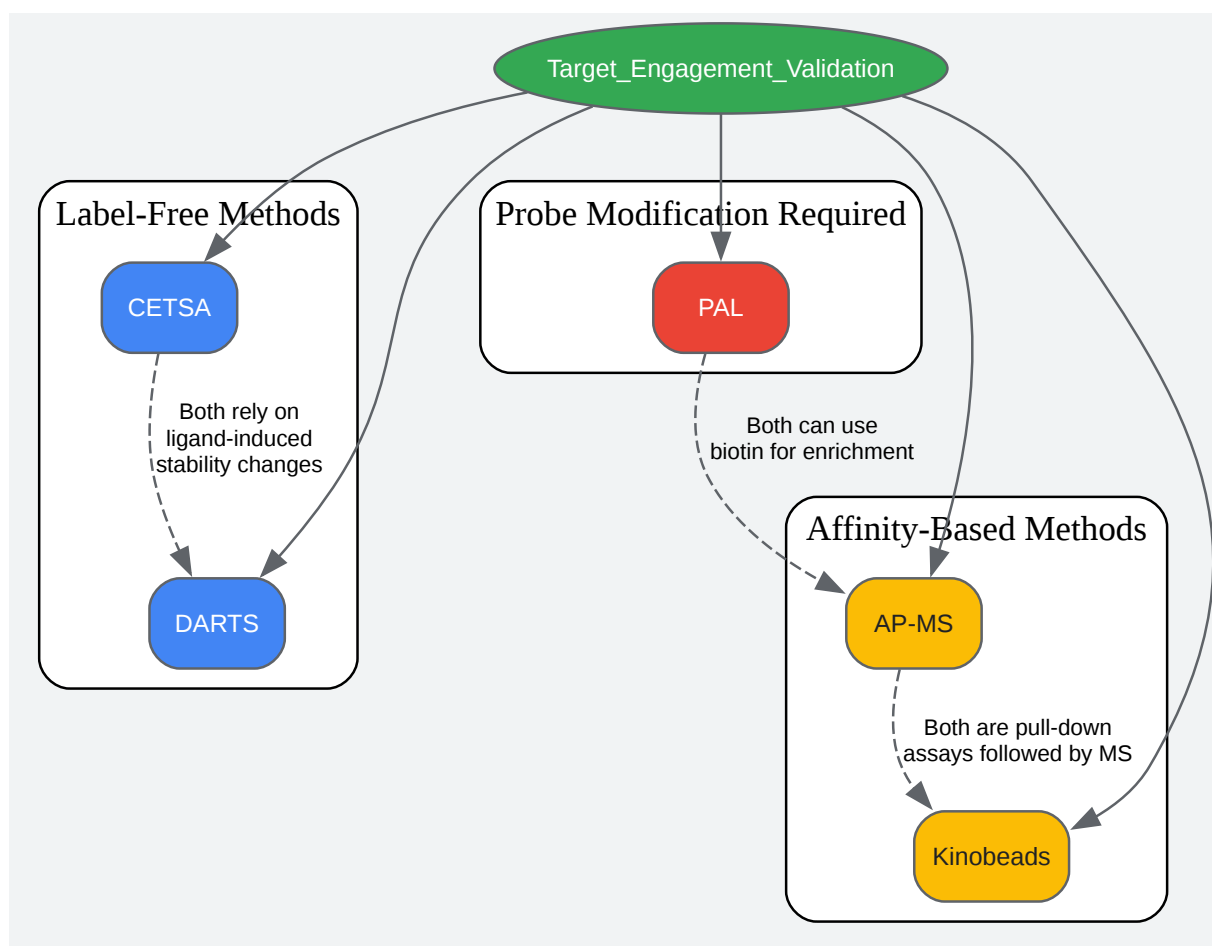 Target_Engagement_Validation
Label-Free Methods
Probe Modification Required
CETSA
PAL
Both rely on
ligand-induced
stability changes
Both can use
biotin for enrichment
Affinity-Based Methods
DARTS
AP-MS
Both are pull-down
assays followed by MS
Kinobeads